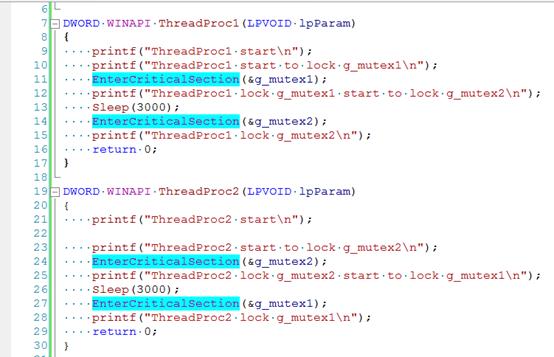 6
7 DWORD WINAPI ThreadProc1(LPVOID lpParam)
8 {
9 printf("ThreadProc1 start\n");
10 printf("ThreadProc1 start to lock g_mutex1\n");
11 EnterCriticalSection(&g_mutex1);
12 printf("ThreadProc1 lock g_mutex1 start to lock g_mutex2\n");
13 Sleep(3000);
14 EnterCriticalSection(&g_mutex2);
15 printf("ThreadProc1 lock g_mutex2\n");
16 return 0;
17 }
18
19 DWORD WINAPI ThreadProc2(LPVOID lpParam)
20 {
21 printf("ThreadProc2 start\n");
22
23 printf("ThreadProc2 start to lock g_mutex2\n");
24 EnterCriticalSection(&g_mutex2);
25 printf("ThreadProc2 lock g_mutex2 start to lock g_mutex1\n");
26 Sleep(3000);
27 EnterCriticalSection(&g_mutex1);
28 printf("ThreadProc2 lock g_mutex1\n");
29 return 0;
30 }